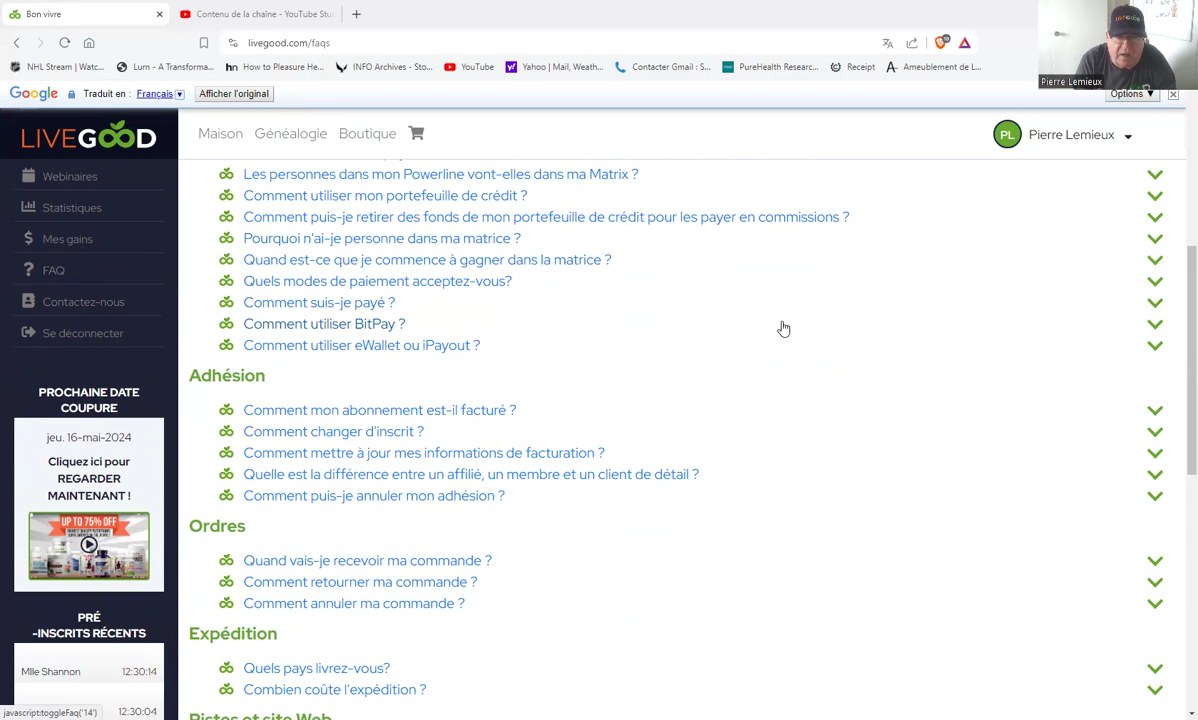 Bon vivre
Contenu de la chaîne - YouTube Stu
livegood.com/faqs
NHL Stream | Watc...
Lurn - A Transforma...
How to Pleasure He...
INFO Archives - Sto...
YouTube
Yahoo | Mail, Weath...
Contacter Gmail : S...
PureHealth Researc...
Receipt
Ameublement de L...
Pierre Lemieux
Google
Traduit en :
Français
Afficher l'original
Options ▼
LIVEGOOD
Maison
Généalogie
Boutique
PL
Pierre Lemieux
Webinaires
Statistiques
Mes gains
FAQ
Contactez-nous
Se déconnecter
PROCHAINE DATE
COUPURE
jeu. 16-mai-2024
Cliquez ici pour
REGARDER
MAINTENANT !
UP TO 75% OFF
PRÉ
-INSCRITS RÉCENTS
Mlle Shannon
12:30:14
12:30:04
javascript:toggleFaq('14')
Les personnes dans mon Powerline vont-elles dans ma Matrix ?
Comment utiliser mon portefeuille de crédit ?
Comment puis-je retirer des fonds de mon portefeuille de crédit pour les payer en commissions ?
Pourquoi n'ai-je personne dans ma matrice ?
Quand est-ce que je commence à gagner dans la matrice ?
Quels modes de paiement acceptez-vous?
Comment suis-je payé ?
Comment utiliser BitPay ?
Comment utiliser eWallet ou iPayout ?
Adhésion
Comment mon abonnement est-il facturé ?
Comment changer d'inscrit ?
Comment mettre à jour mes informations de facturation ?
Quelle est la différence entre un affilié, un membre et un client de détail ?
Comment puis-je annuler mon adhésion ?
Ordres
Quand vais-je recevoir ma commande ?
Comment retourner ma commande ?
Comment annuler ma commande ?
Expédition
Quels pays livrez-vous?
Combien coûte l'expédition ?
Pistes et site Web